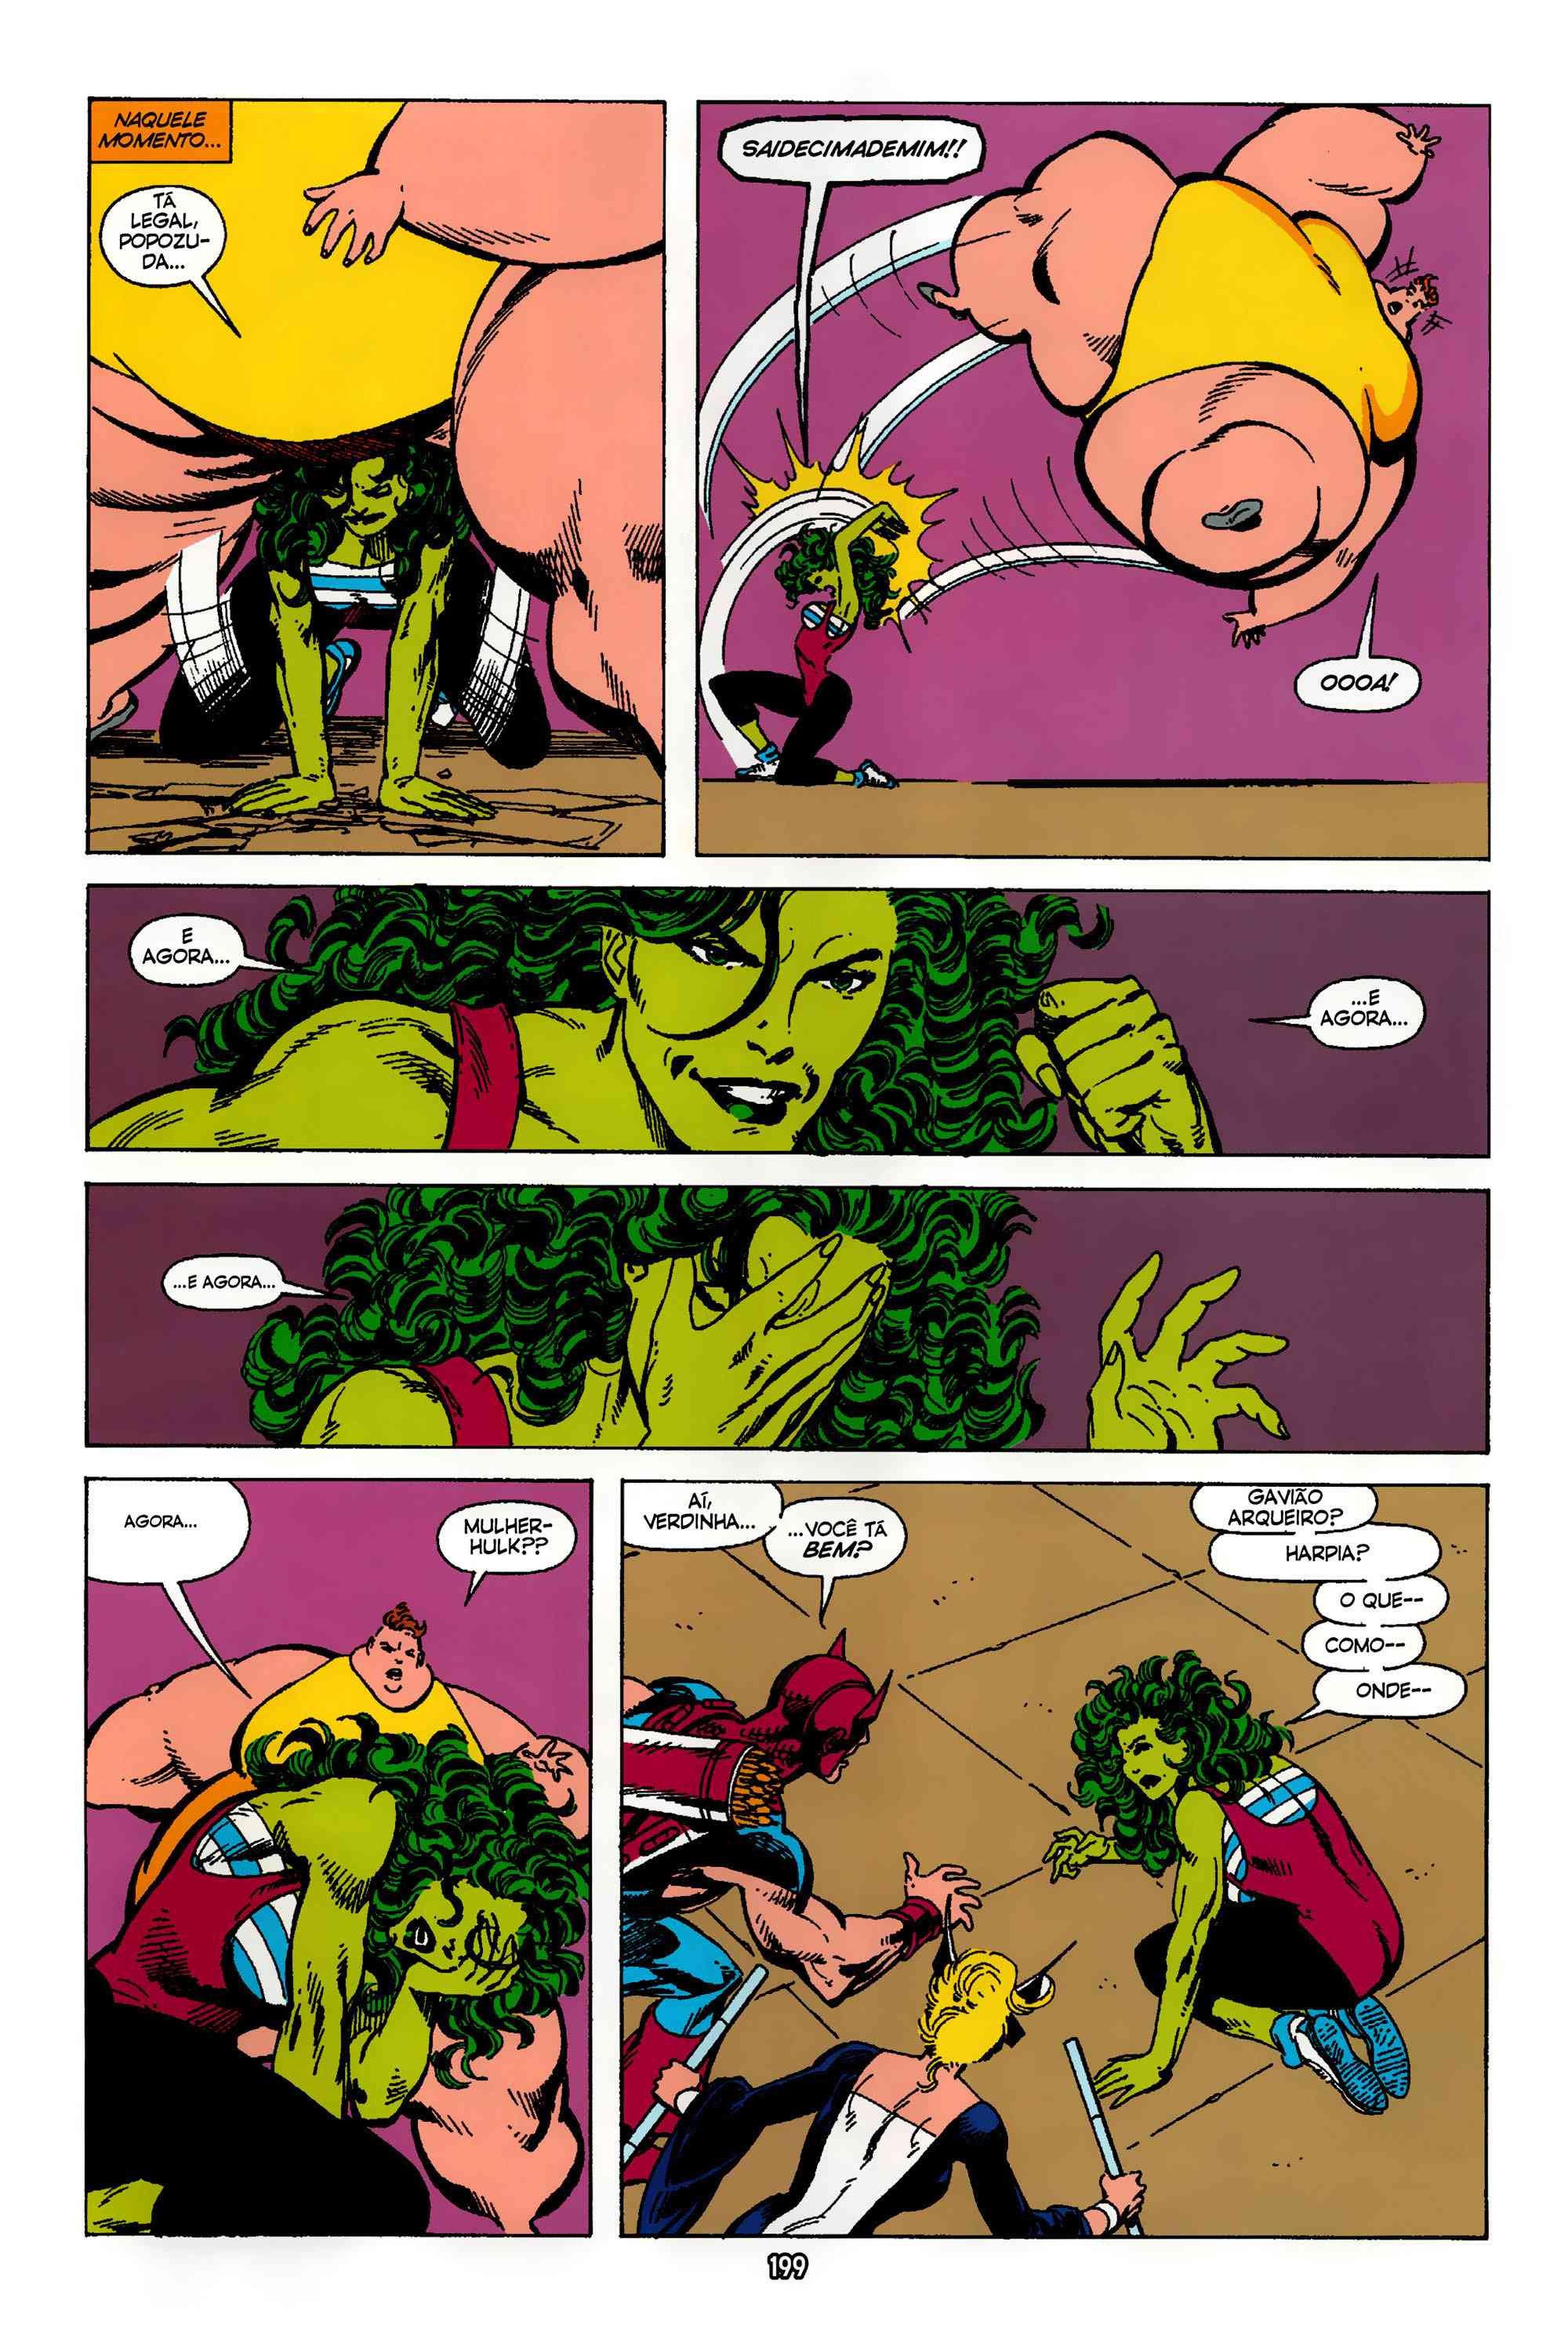 NAQUELE
MOMENTO...
TÁ
LEGAL,
POPOZU-
DA...
SAIDECIMADEMIM!!
OOOA!
E
AGORA...
...E
AGORA...
...E AGORA...
AGORA...
MULHER-
HULK??
AÍ,
VERDINHA...
...VOCÊ TÁ
BEM?
GAVIÃO
ARQUEIRO?
HARPIA?
O QUE--
COMO--
ONDE--
199